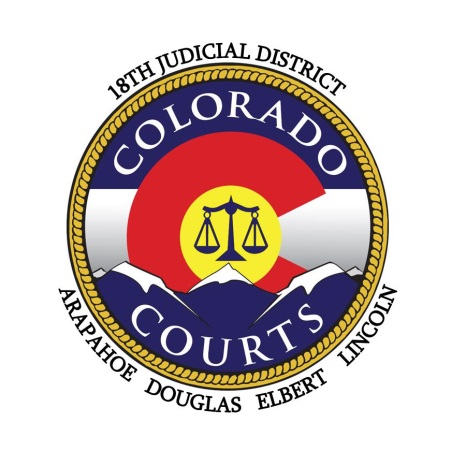 18TH JUDICIAL DISTRICT
COLORADO
COURTS
ARAPAHOE DOUGLAS ELBERT LINCOLN